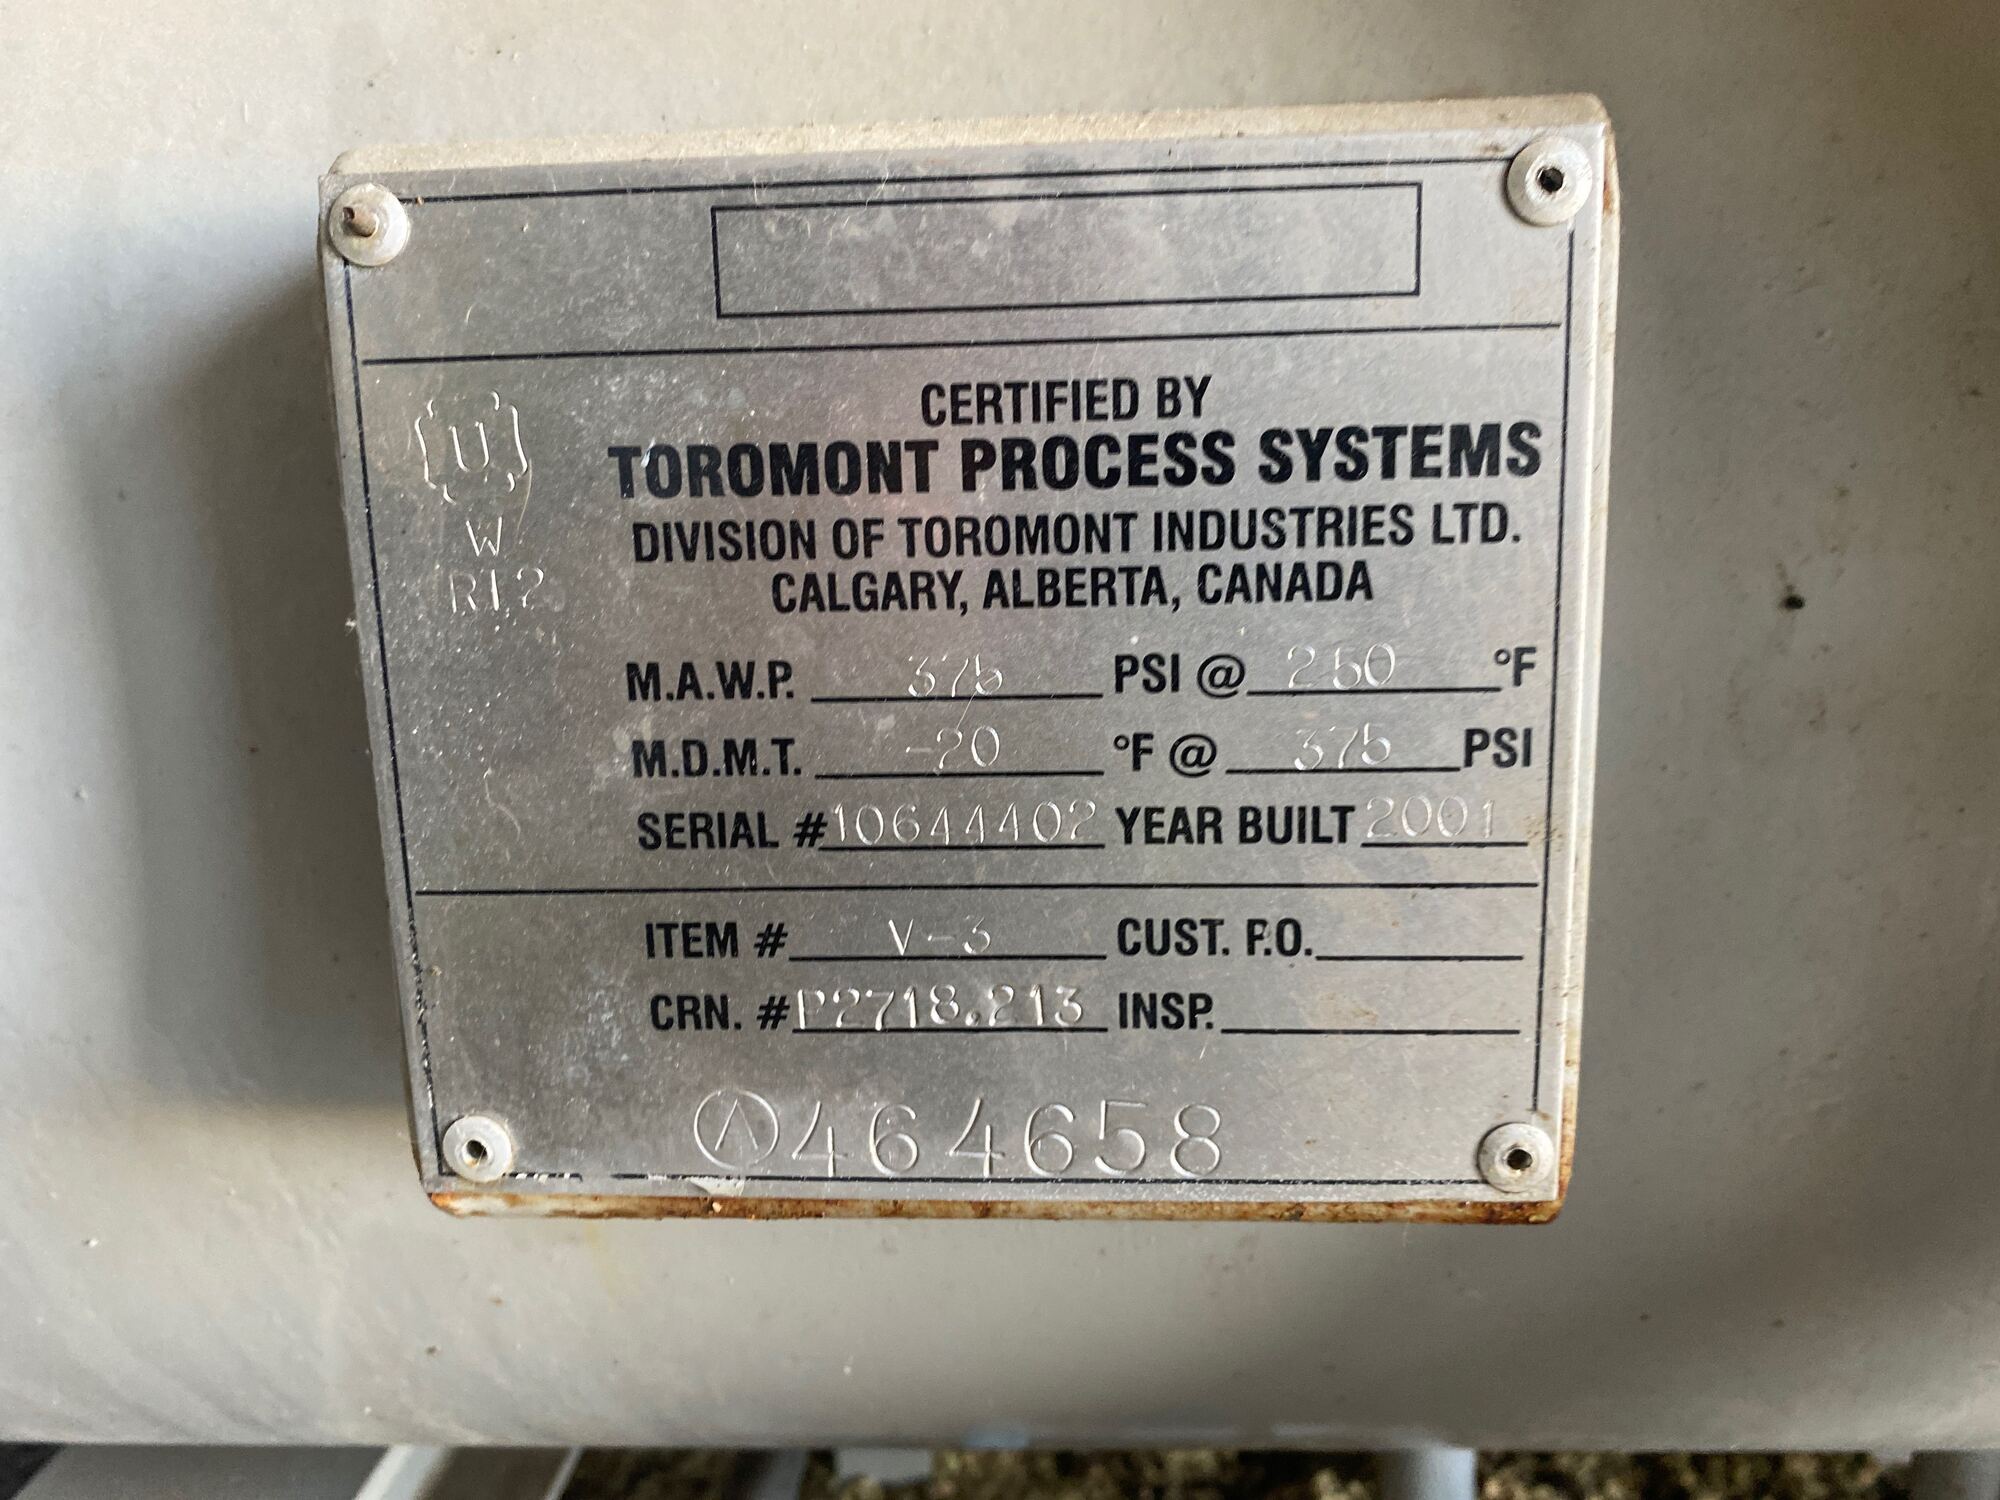 CERTIFIED BY
TOROMONT PROCESS SYSTEMS
DIVISION OF TOROMONT INDUSTRIES LTD.
CALGARY, ALBERTA, CANADA
U
W
RT2
M.A.W.P. 375 PSI @ 250 °F
M.D.M.T. -20 °F @ 375 PSI
SERIAL #10644402 YEAR BUILT 2001
ITEM # V-3 CUST. P.O.
CRN. #P2718.213 INSP.
A 464658